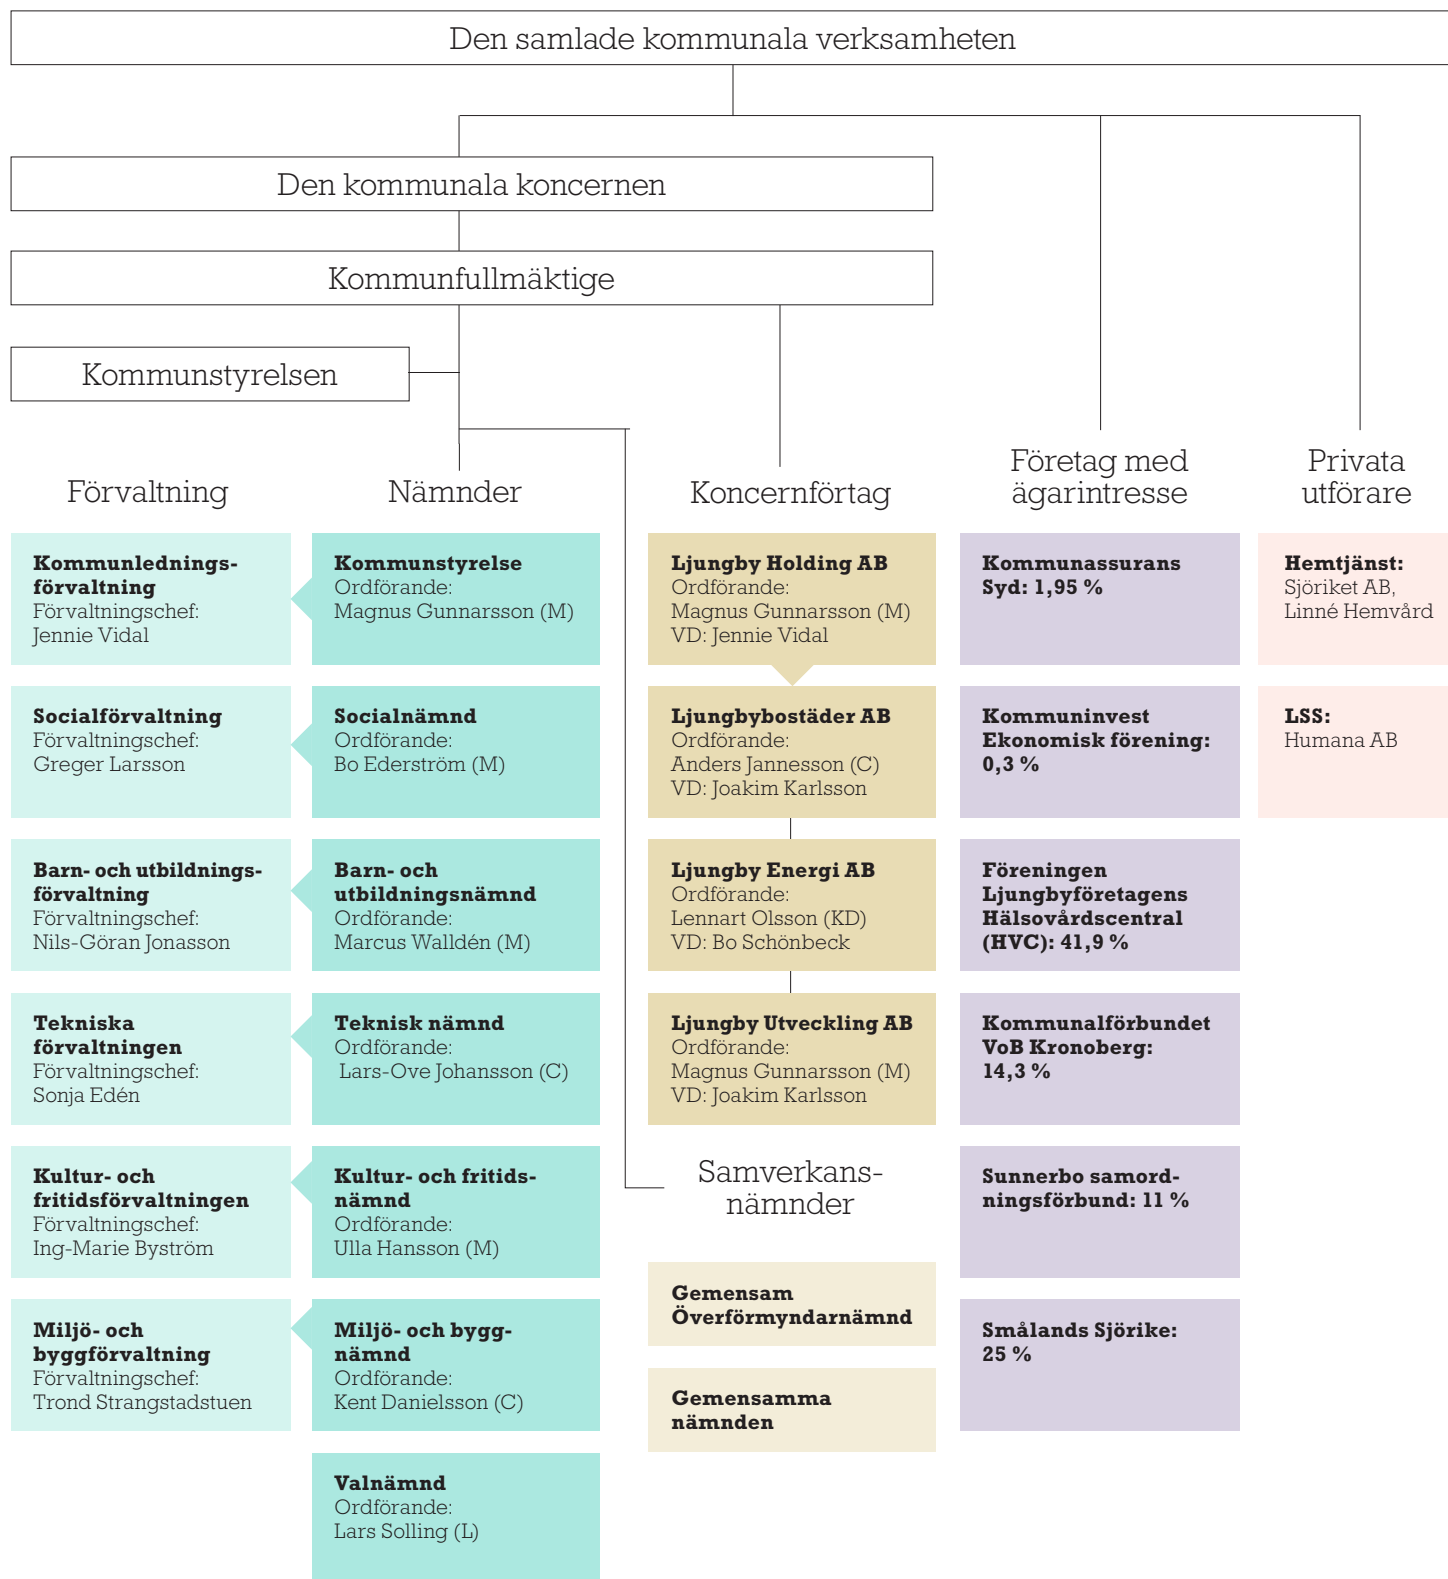 Den samlade kommunala verksamheten
Den kommunala koncernen
Kommunfullmäktige
Kommunstyrelsen
Förvaltning
Kommunlednings-
förvaltning
Förvaltningschef:
Jennie Vidal
Socialförvaltning
Förvaltningschef:
Greger Larsson
Barn- och utbildnings-
förvaltning
Förvaltningschef:
Nils-Göran Jonasson
Tekniska
förvaltningen
Förvaltningschef:
Sonja Edén
Kultur- och
fritidsförvaltningen
Förvaltningschef:
Ing-Marie Byström
Miljö- och
byggförvaltning
Förvaltningschef:
Trond Strangstadstuen
Nämnder
Kommunstyrelse
Ordförande:
Magnus Gunnarsson (M)
Socialnämnd
Ordförande:
Bo Ederström (M)
Barn- och
utbildningsnämnd
Ordförande:
Marcus Walldén (M)
Teknisk nämnd
Ordförande:
Lars-Ove Johansson (C)
Kultur- och fritids-
nämnd
Ordförande:
Ulla Hansson (M)
Miljö- och bygg-
nämnd
Ordförande:
Kent Danielsson (C)
Valnämnd
Ordförande:
Lars Solling (L)
Koncernförtag
Ljungby Holding AB
Ordförande:
Magnus Gunnarsson (M)
VD: Jennie Vidal
Ljungbybostäder AB
Ordförande:
Anders Jannesson (C)
VD: Joakim Karlsson
Ljungby Energi AB
Ordförande:
Lennart Olsson (KD)
VD: Bo Schönbeck
Ljungby Utveckling AB
Ordförande:
Magnus Gunnarsson (M)
VD: Joakim Karlsson
Samverkans-
nämnder
Gemensam
Överförmyndarnämnd
Gemensamma
nämnden
Företag med
ägarintresse
Kommunassurans
Syd: 1,95 %
Kommuninvest
Ekonomisk förening:
0,3 %
Föreningen
Ljungbyföretagens
Hälsovårdscentral
(HVC): 41,9 %
Kommunalförbundet
VoB Kronoberg:
14,3 %
Sunnerbo samord-
ningsförbund: 11 %
Smålands Sjörike:
25 %
Privata
utförare
Hemtjänst:
Sjöriket AB,
Linné Hemvård
LSS:
Humana AB